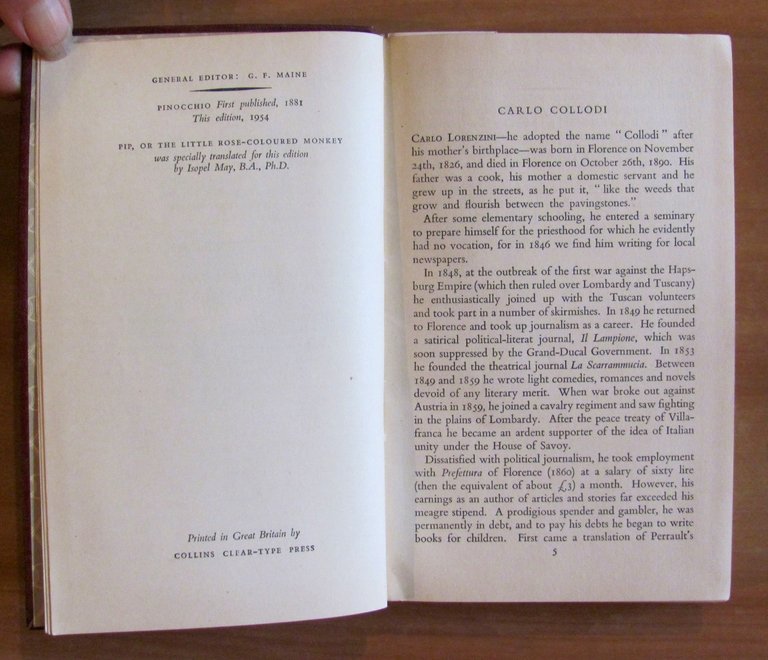 GENERAL EDITOR: G. F. MAINE
PINOCCHIO First published, 1881
This edition, 1954
PIP, OR THE LITTLE ROSE-COLOURED MONKEY
was specially translated for this edition
by Isopel May, B.A., Ph.D.
Printed in Great Britain by
COLLINS CLEAR-TYPE PRESS
CARLO COLLODI
CARLO LORENZINI—he adopted the name “ Collodi ” after
his mother's birthplace—was born in Florence on November
24th, 1826, and died in Florence on October 26th, 1890. His
father was a cook, his mother a domestic servant and he
grew up in the streets, as he put it, “ like the weeds that
grow and flourish between the pavingstones.”
After some elementary schooling, he entered a seminary
to prepare himself for the priesthood for which he evidently
had no vocation, for in 1846 we find him writing for local
newspapers.
In 1848, at the outbreak of the first war against the Haps-
burg Empire (which then ruled over Lombardy and Tuscany)
he enthusiastically joined up with the Tuscan volunteers
and took part in a number of skirmishes. In 1849 he returned
to Florence and took up journalism as a career. He founded
a satirical political-literat journal, Il Lampione, which was
soon suppressed by the Grand-Ducal Government. In 1853
he founded the theatrical journal La Scarrammucia. Between
1849 and 1859 he wrote light comedies, romances and novels
devoid of any literary merit. When war broke out against
Austria in 1859, he joined a cavalry regiment and saw fighting
in the plains of Lombardy. After the peace treaty of Villa-
franca he became an ardent supporter of the idea of Italian
unity under the House of Savoy.
Dissatisfied with political journalism, he took employment
with Prefettura of Florence (1860) at a salary of sixty lire
(then the equivalent of about £3) a month. However, his
earnings as an author of articles and stories far exceeded his
meagre stipend. A prodigious spender and gambler, he was
permanently in debt, and to pay his debts he began to write
books for children. First came a translation of Perrault's
5